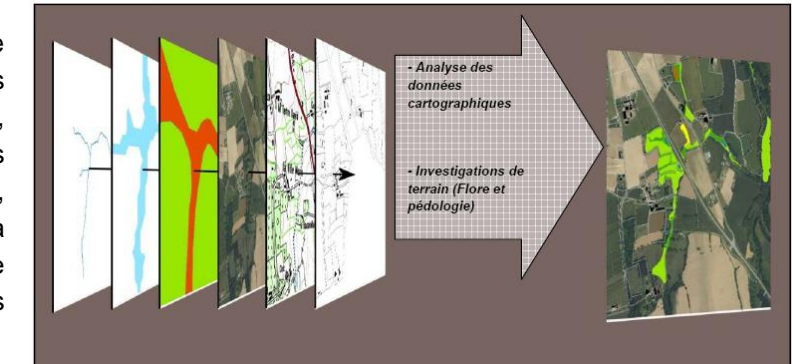 - Analyse des
données
cartographiques
- Investigations de
terrain (Flore et
pédologie)